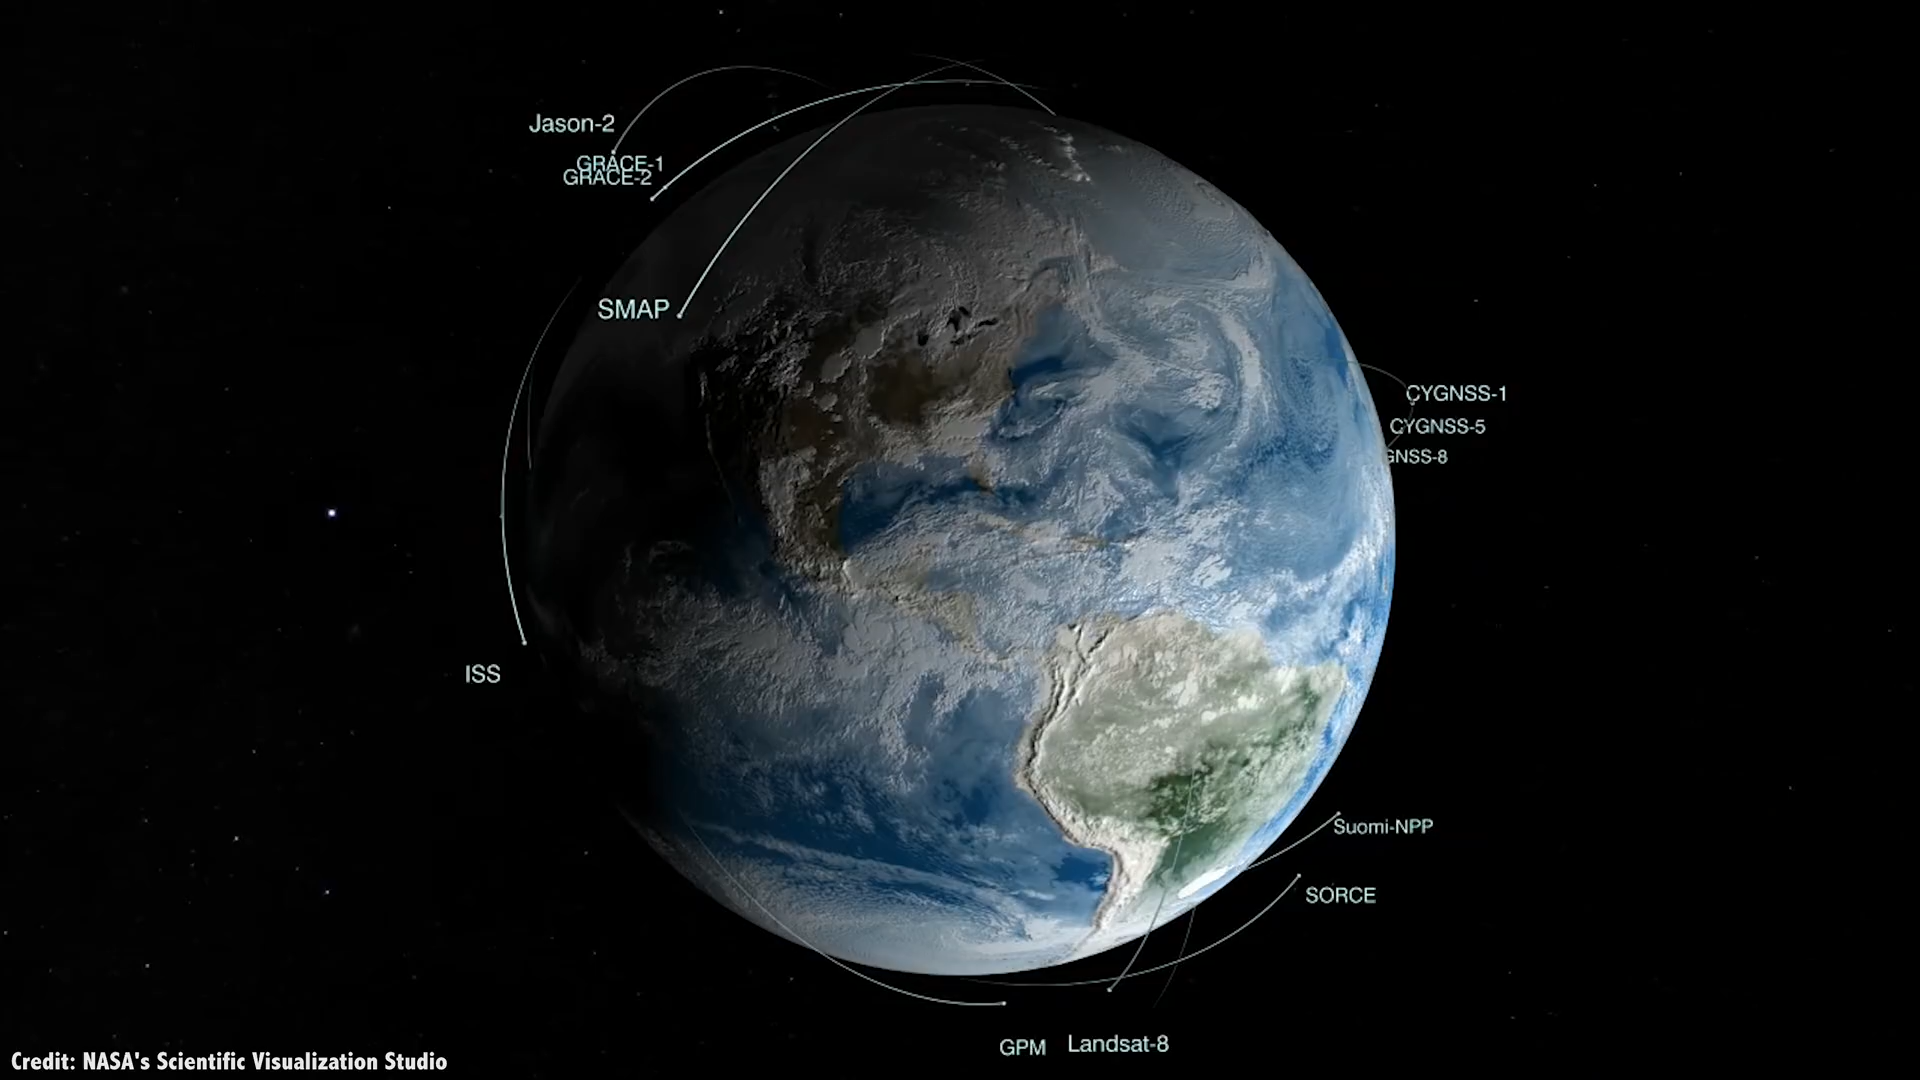 Jason-2
GRACE-1
GRACE-2
SMAP
CYGNSS-1
CYGNSS-5
GNSS-8
ISS
Suomi-NPP
SORCE
GPM
Landsat-8
Credit: NASA's Scientific Visualization Studio